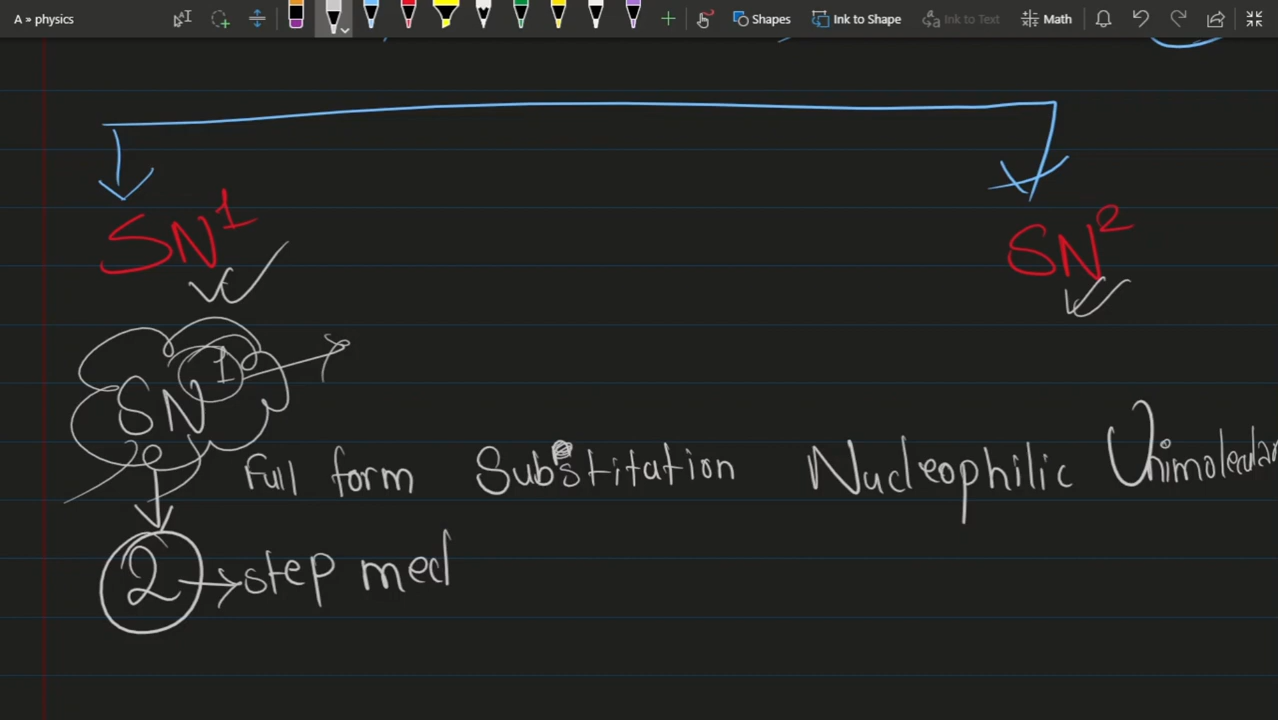 A » physics
Shapes Ink to Shape Ink to Text Math
SN1 SN2
SN1
Full form Substitation Nucleophilic Unimolecular
2 → step mec